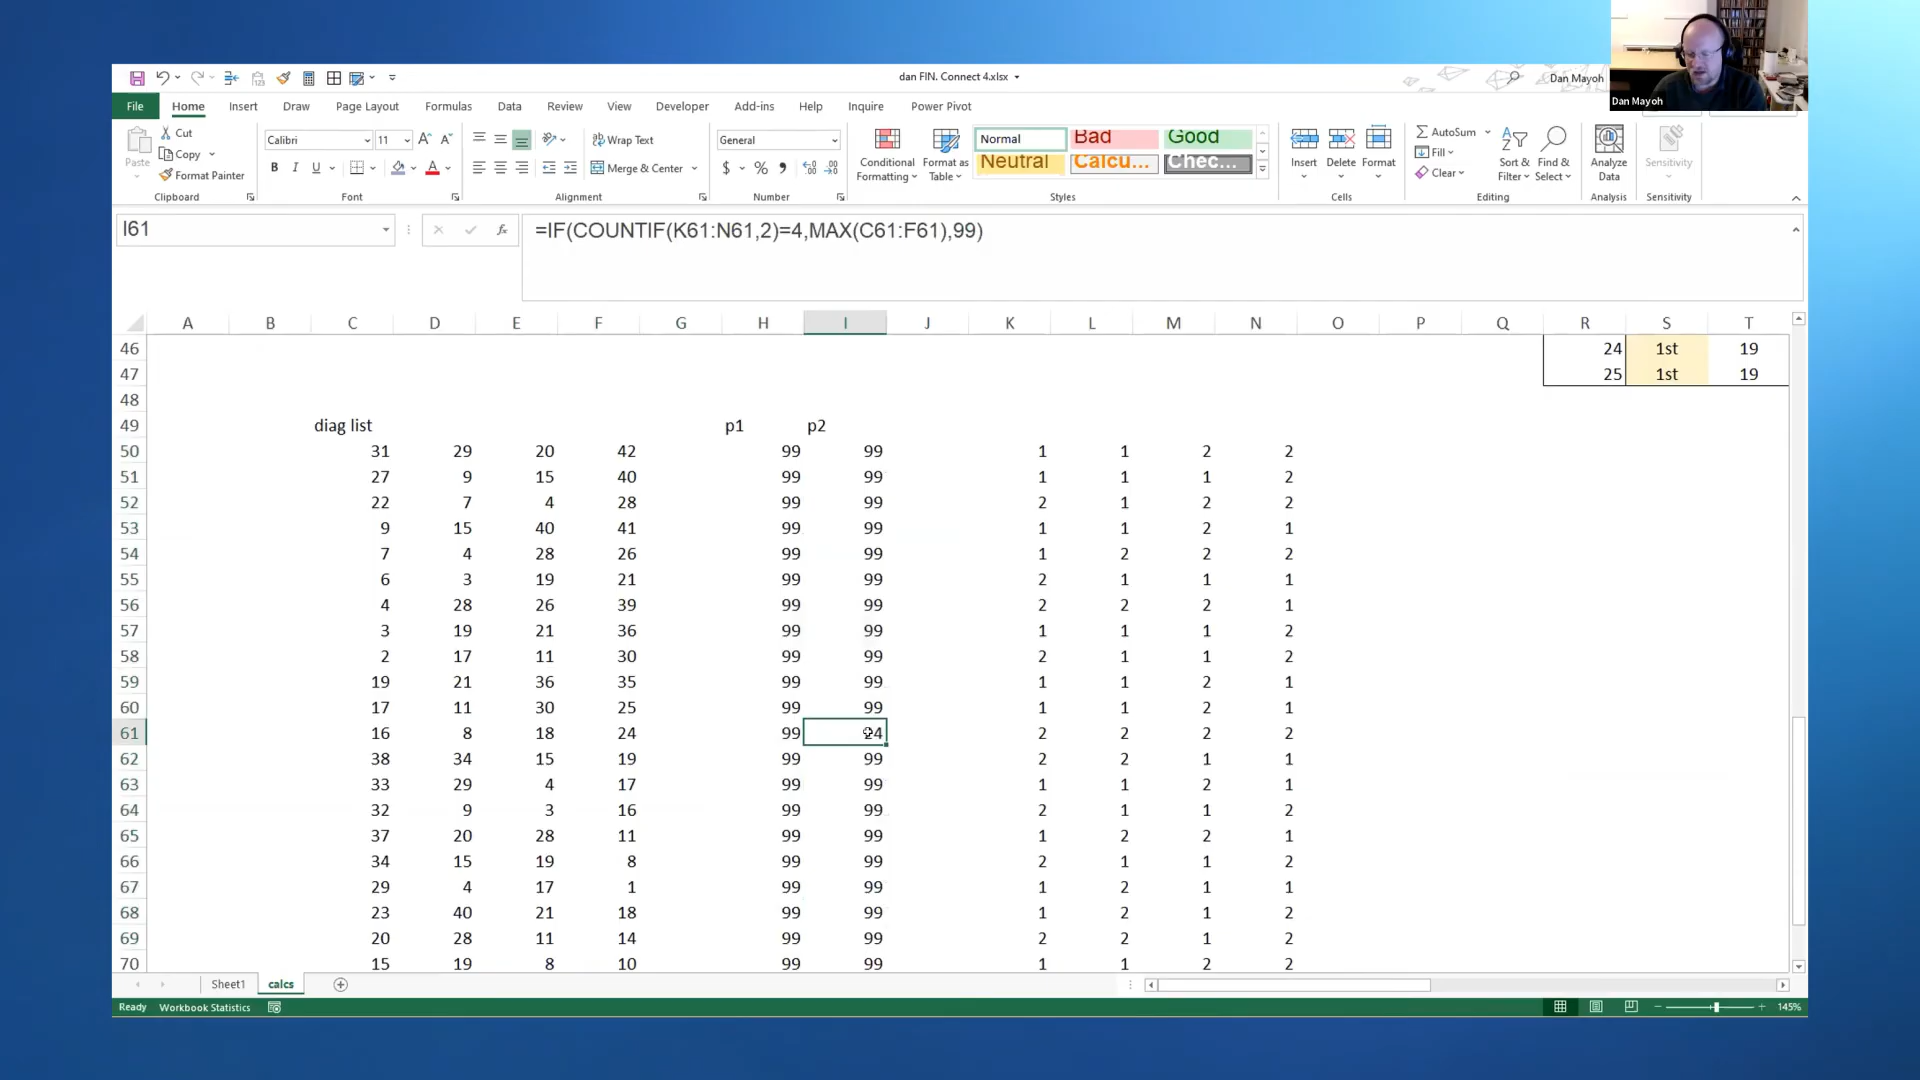 dan FIN. Connect 4.xlsx
Dan Mayoh
Dan Mayoh
File Home Insert Draw Page Layout Formulas Data Review View Developer Add-ins Help Inquire Power Pivot
Paste
Cut
Copy
Format Painter
Clipboard
Calibri 11
B I U
Font
Wrap Text
Merge & Center
Alignment
General
$ % 9
Number
Conditional Formatting
Format as Table
Normal Bad Good
Neutral Calcu... Chec...
Styles
Insert Delete Format
Cells
AutoSum
Fill
Clear
Sort & Filter
Find & Select
Editing
Analyze Data
Analysis
Sensitivity
Sensitivity
I61 fx =IF(COUNTIF(K61:N61,2)=4,MAX(C61:F61),99)
A B C D E F G H I J K L M N O P Q R S T
46 24 1st 19
47 25 1st 19
48
49 diag list p1 p2
50 31 29 20 42 99 99 1 1 2 2
51 27 9 15 40 99 99 1 1 1 2
52 22 7 4 28 99 99 2 1 2 2
53 9 15 40 41 99 99 1 1 2 1
54 7 4 28 26 99 99 1 2 2 2
55 6 3 19 21 99 99 2 1 1 1
56 4 28 26 39 99 99 2 2 2 1
57 3 19 21 36 99 99 1 1 1 2
58 2 17 11 30 99 99 2 1 1 2
59 19 21 36 35 99 99 1 1 2 1
60 17 11 30 25 99 99 1 1 2 1
61 16 8 18 24 99 24 2 2 2 2
62 38 34 15 19 99 99 2 2 1 1
63 33 29 4 17 99 99 1 1 2 1
64 32 9 3 16 99 99 2 1 1 2
65 37 20 28 11 99 99 1 2 2 1
66 34 15 19 8 99 99 2 1 1 2
67 29 4 17 1 99 99 1 2 1 1
68 23 40 21 18 99 99 1 2 1 2
69 20 28 11 14 99 99 2 2 1 2
70 15 19 8 10 99 99 1 1 2 2
Sheet1 calcs
Ready Workbook Statistics 145%